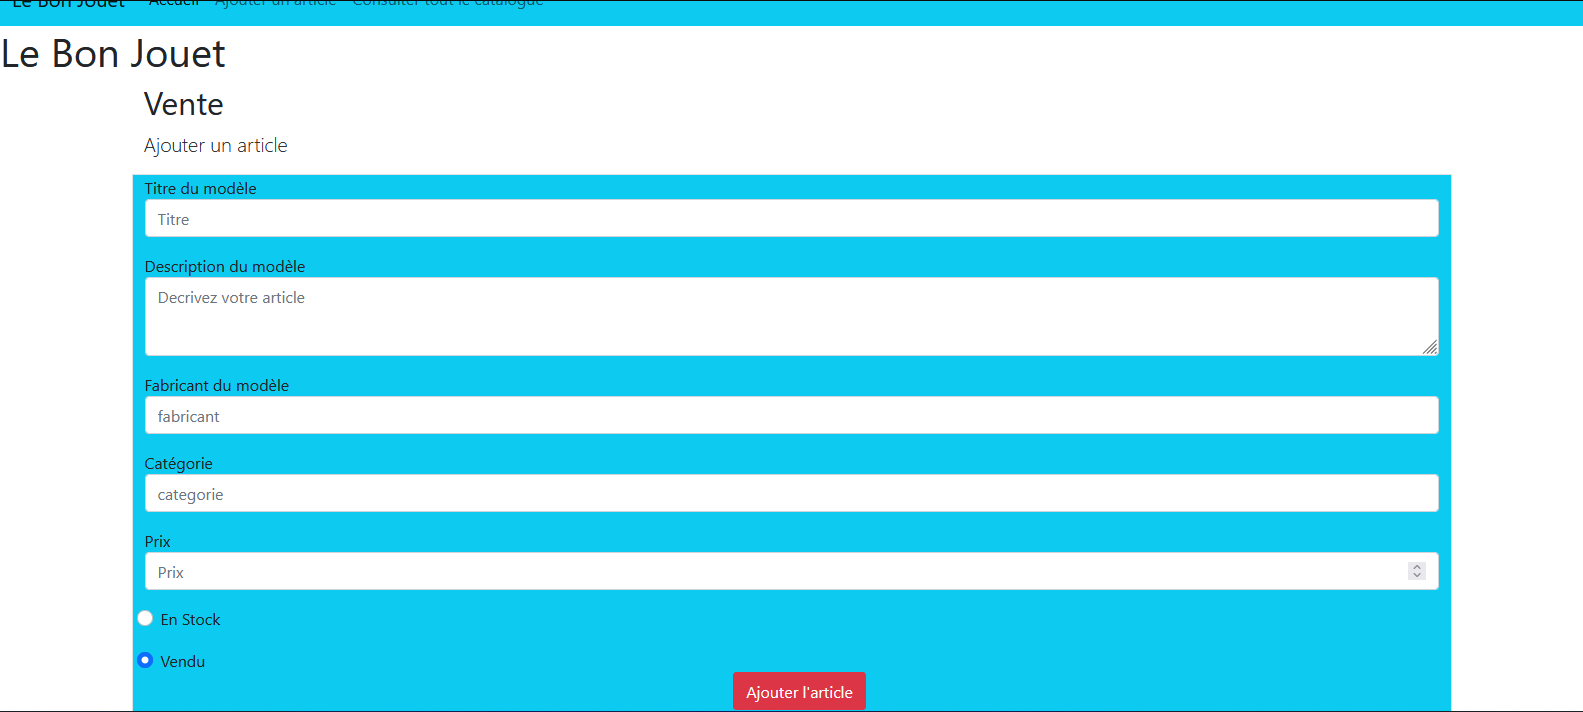 Le Bon Jouet Accueil Ajouter un article Consulter tout le catalogue
Le Bon Jouet
Vente
Ajouter un article
Titre du modèle
Titre
Description du modèle
Decrivez votre article
Fabricant du modèle
fabricant
Catégorie
categorie
Prix
Prix
En Stock
Vendu
Ajouter l'article